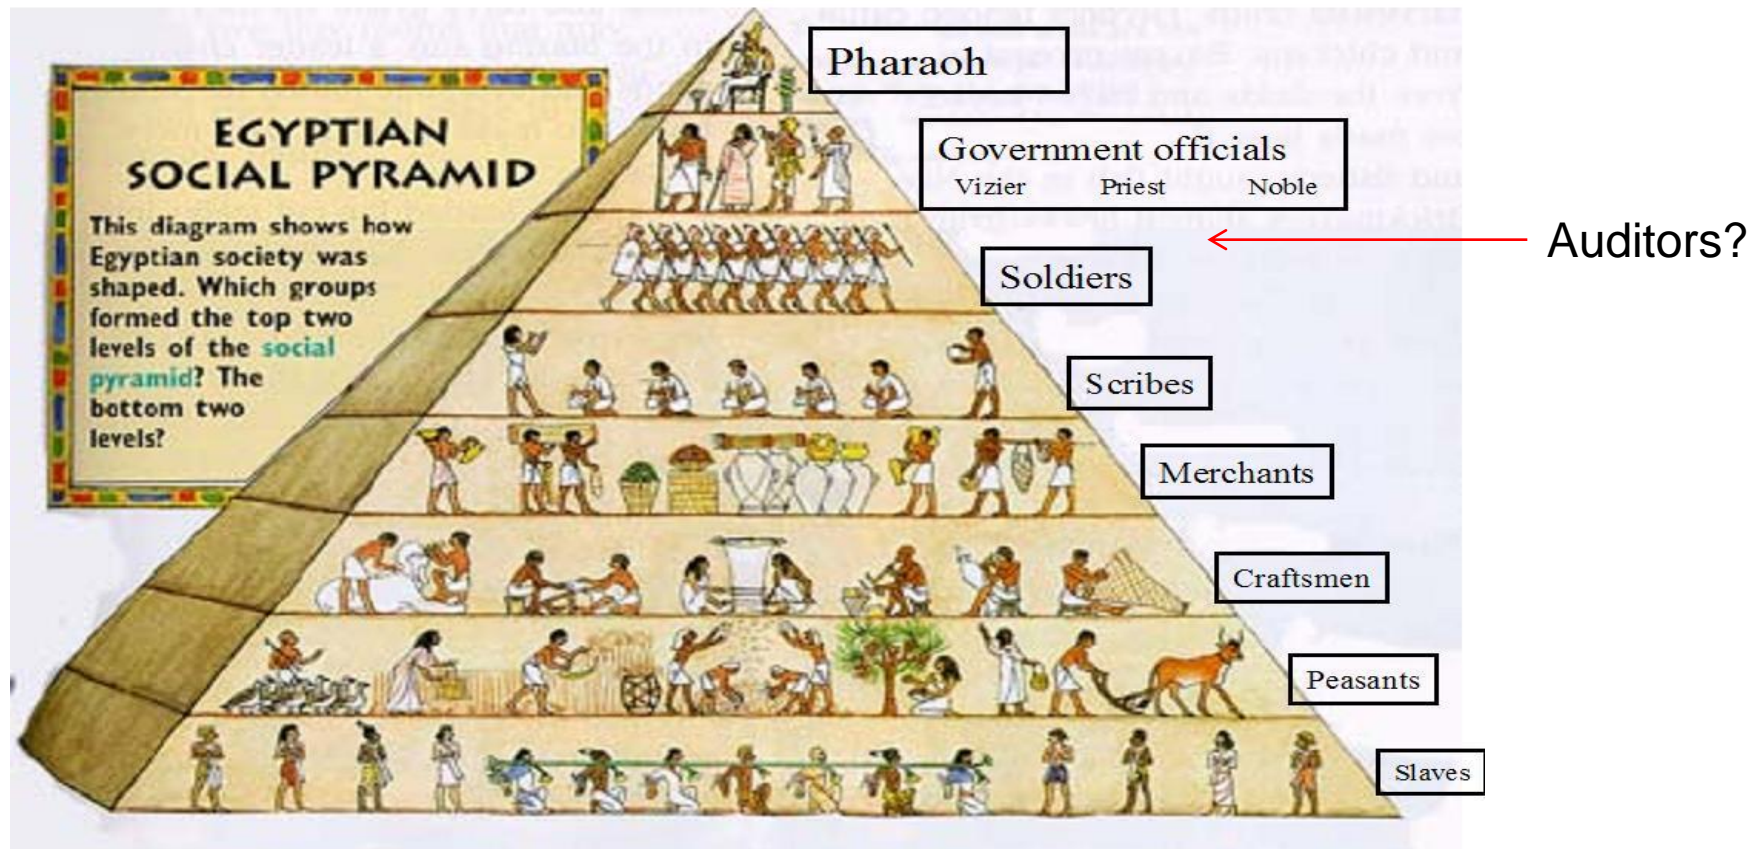 EGYPTIAN
SOCIAL PYRAMID
This diagram shows how
Egyptian society was
shaped. Which groups
formed the top two
levels of the social
pyramid? The
bottom two
levels?
Pharaoh
Government officials
Vizier Priest Noble
Auditors?
Soldiers
Scribes
Merchants
Craftsmen
Peasants
Slaves